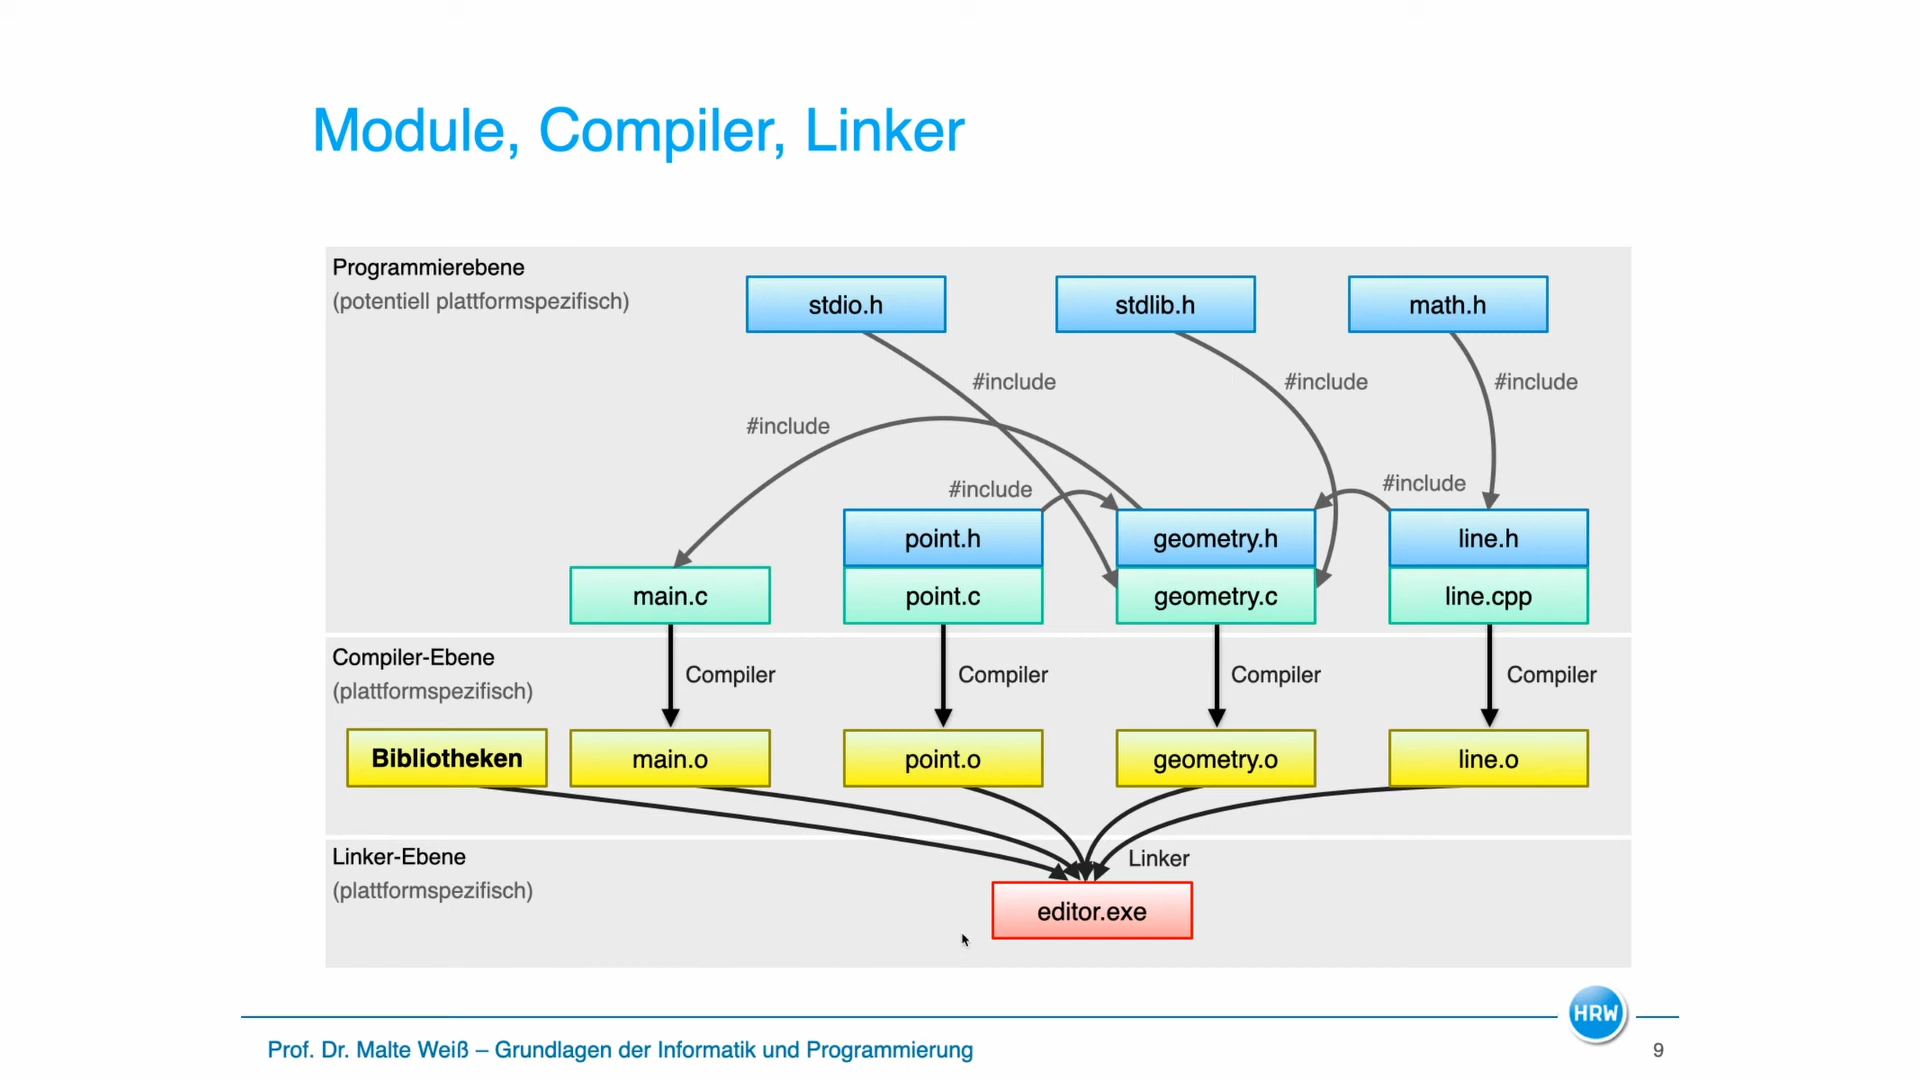 Module, Compiler, Linker
Programmierebene
(potentiell plattformspezifisch)
stdio.h
stdlib.h
math.h
#include
#include
#include
#include
#include
#include
point.h
geometry.h
line.h
main.c
point.c
geometry.c
line.cpp
Compiler-Ebene
(plattformspezifisch)
Compiler
Compiler
Compiler
Compiler
Bibliotheken
main.o
point.o
geometry.o
line.o
Linker-Ebene
(plattformspezifisch)
Linker
editor.exe
HRW
Prof. Dr. Malte Weiß – Grundlagen der Informatik und Programmierung
9